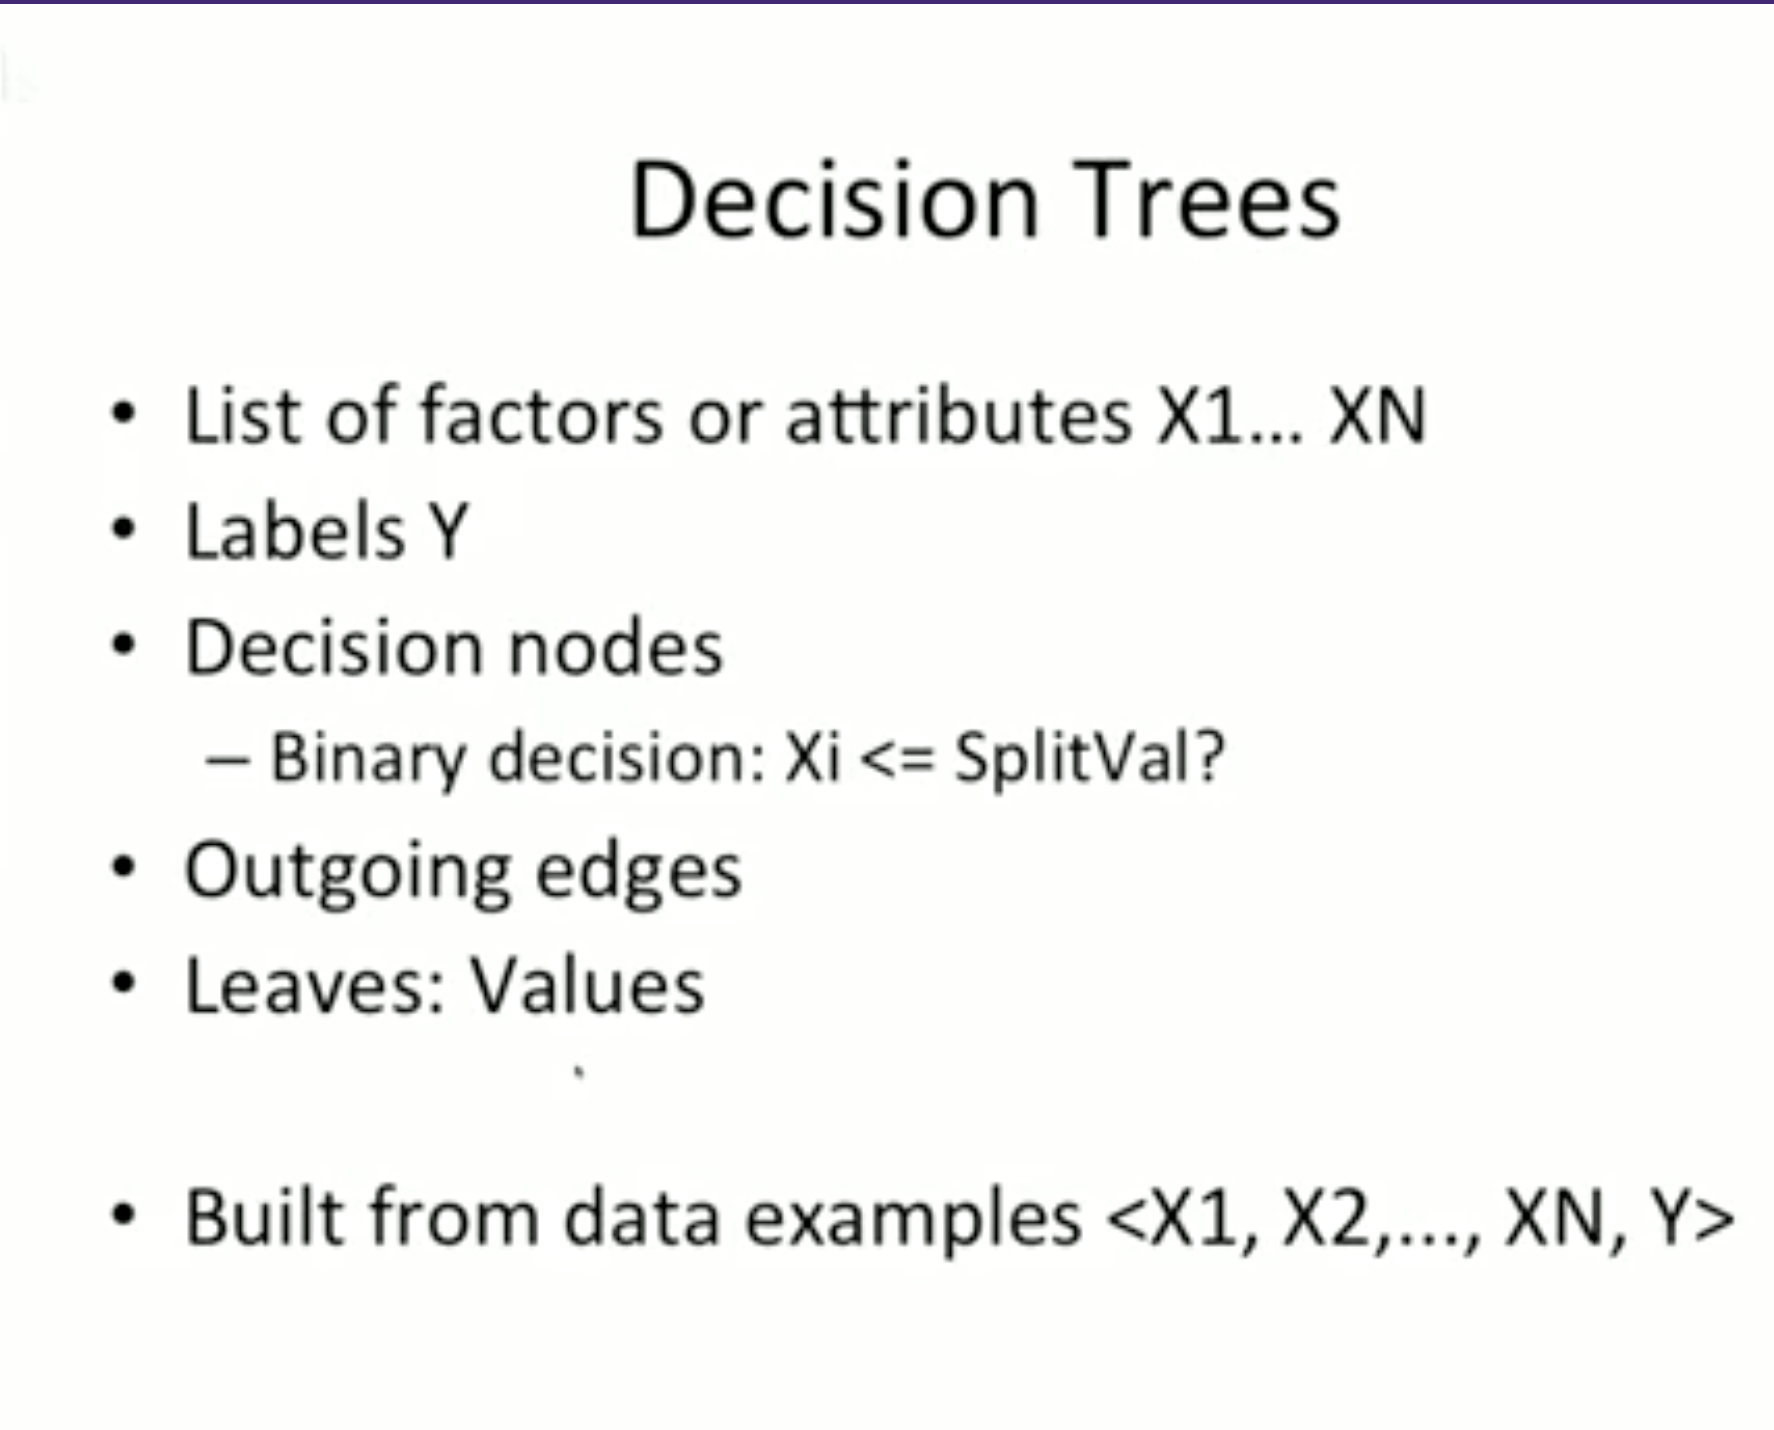 Decision Trees
• List of factors or attributes X1... XN
• Labels Y
• Decision nodes
– Binary decision: Xi <= SplitVal?
• Outgoing edges
• Leaves: Values
• Built from data examples <X1, X2,..., XN, Y>